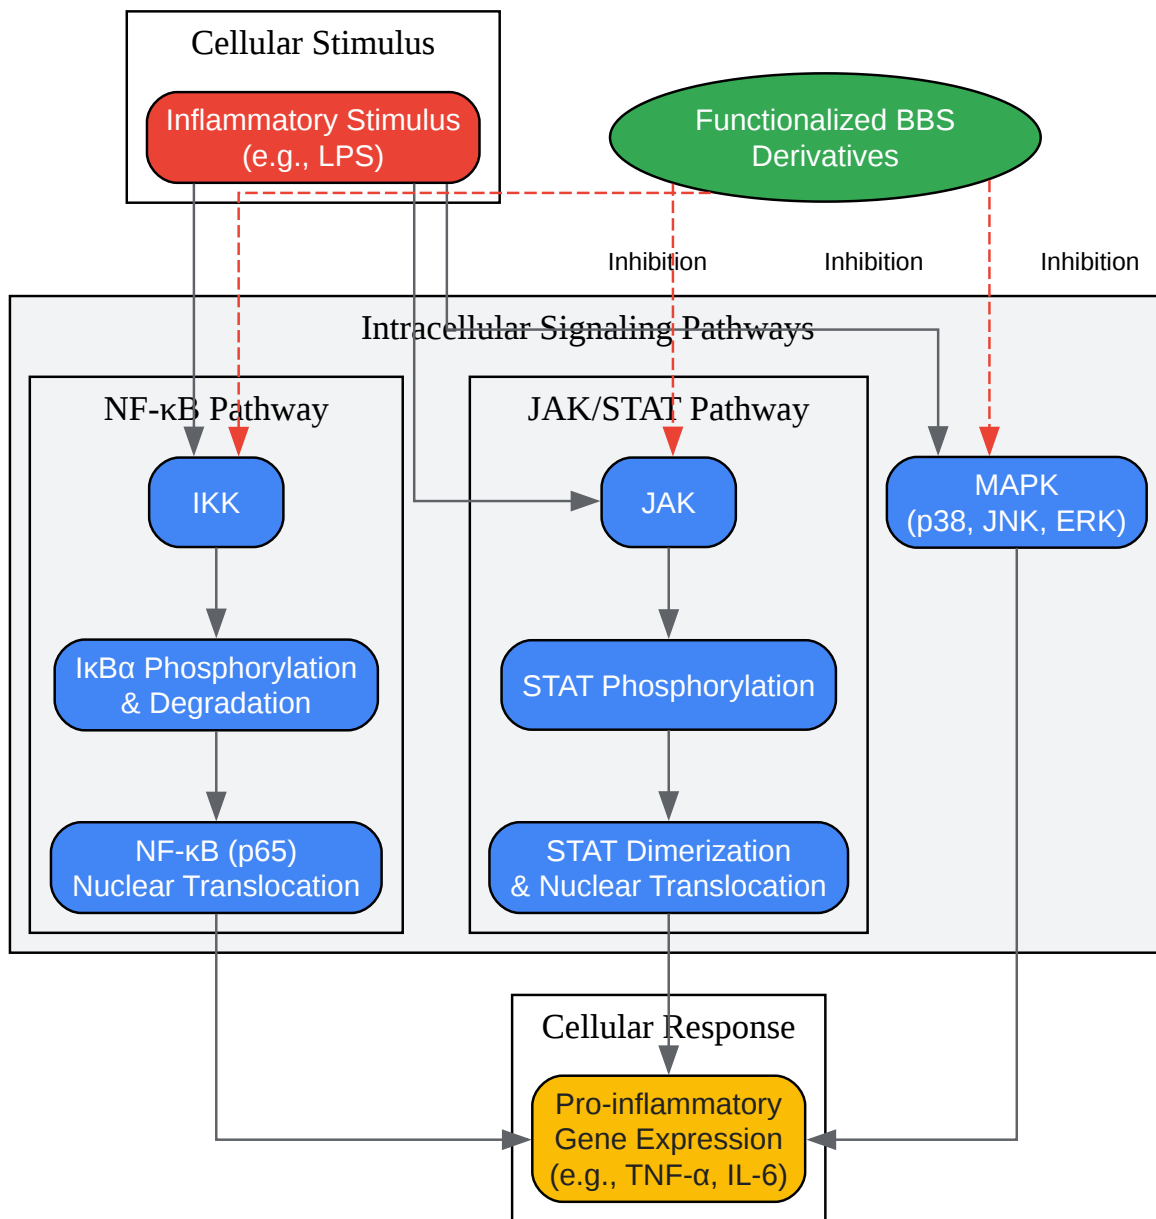 Cellular Stimulus
Inflammatory Stimulus
(e.g., LPS)
Functionalized BBS
Derivatives
Inhibition
Inhibition
Inhibition
Intracellular Signaling Pathways
NF-κB Pathway
JAK/STAT Pathway
IKK
JAK
MAPK
(p38, JNK, ERK)
IκBα Phosphorylation
& Degradation
STAT Phosphorylation
NF-κB (p65)
Nuclear Translocation
STAT Dimerization
& Nuclear Translocation
Cellular Response
Pro-inflammatory
Gene Expression
(e.g., TNF-α, IL-6)